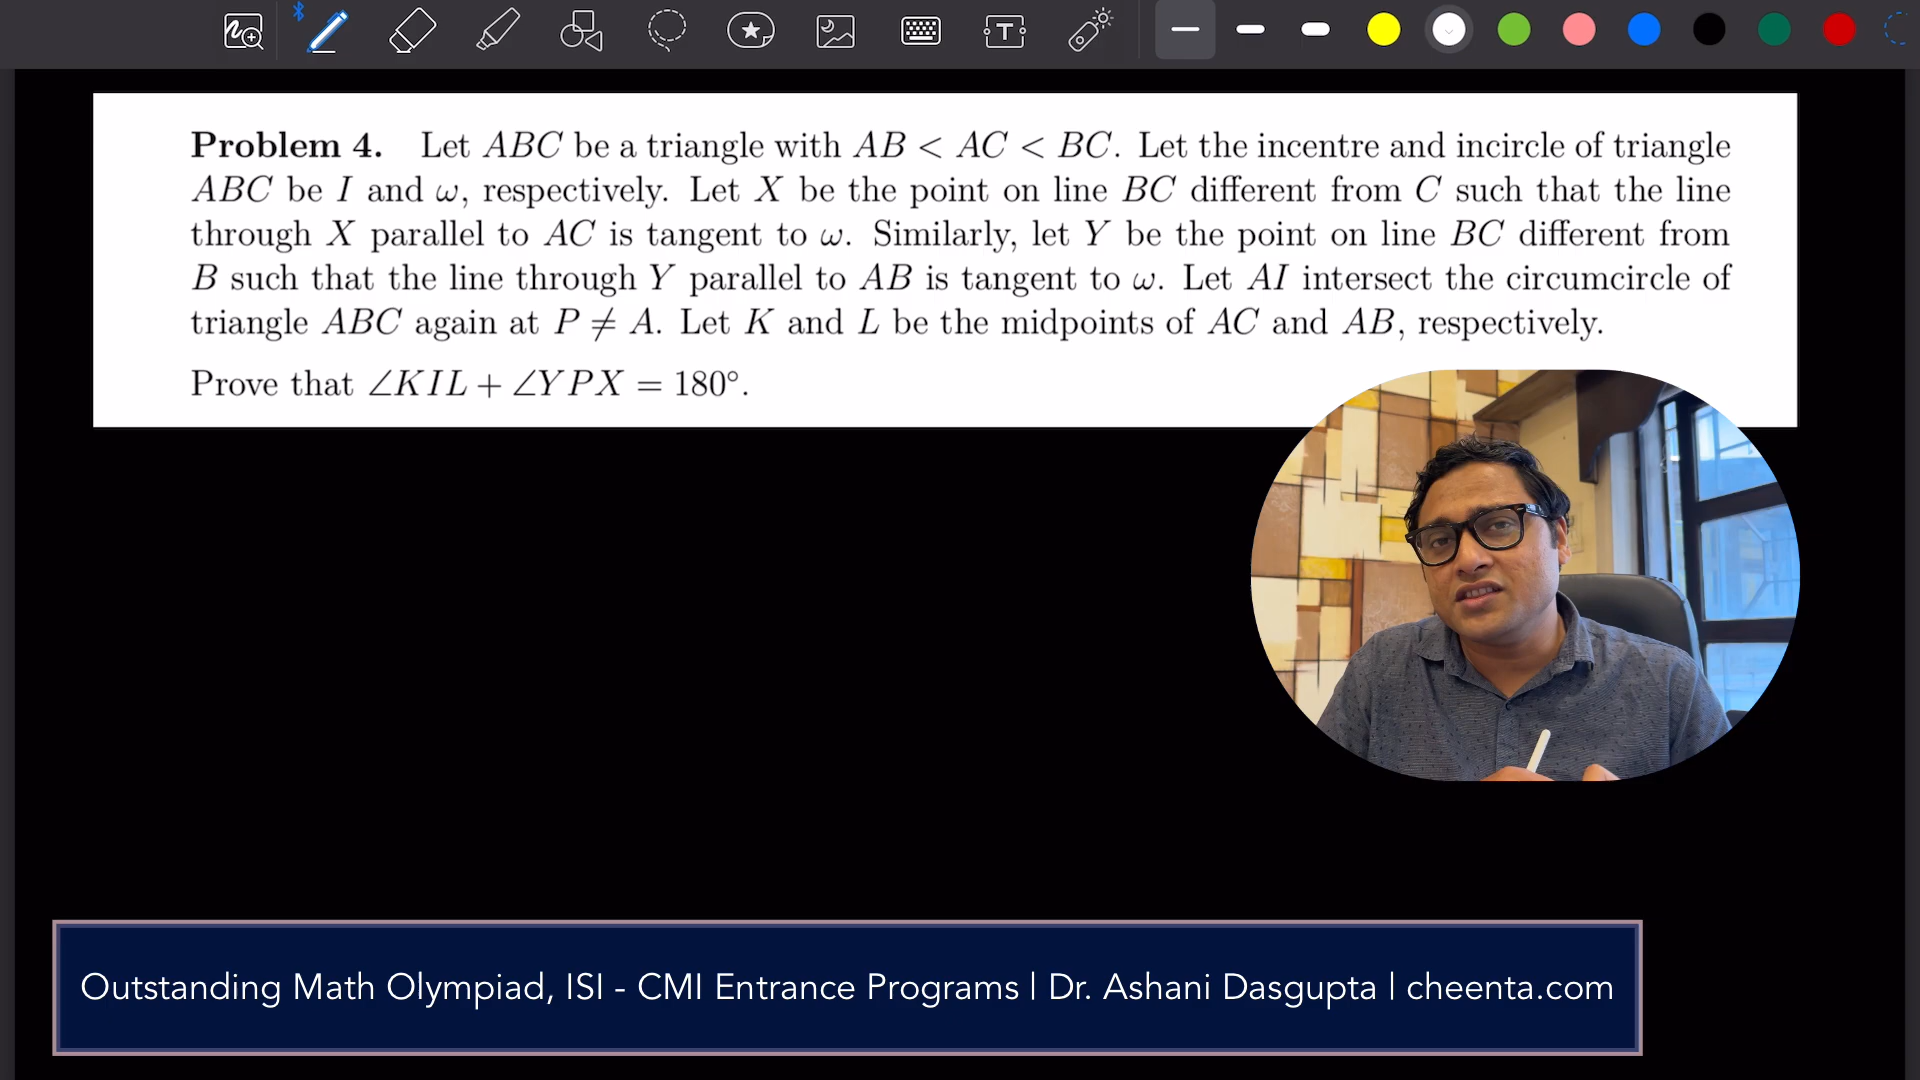 Problem 4. Let ABC be a triangle with AB < AC < BC. Let the incentre and incircle of triangle
ABC be I and ω, respectively. Let X be the point on line BC different from C such that the line
through X parallel to AC is tangent to ω. Similarly, let Y be the point on line BC different from
B such that the line through Y parallel to AB is tangent to ω. Let AI intersect the circumcircle of
triangle ABC again at P ≠ A. Let K and L be the midpoints of AC and AB, respectively.
Prove that ∠KIL + ∠YPX = 180°.
Outstanding Math Olympiad, ISI - CMI Entrance Programs | Dr. Ashani Dasgupta | cheenta.com